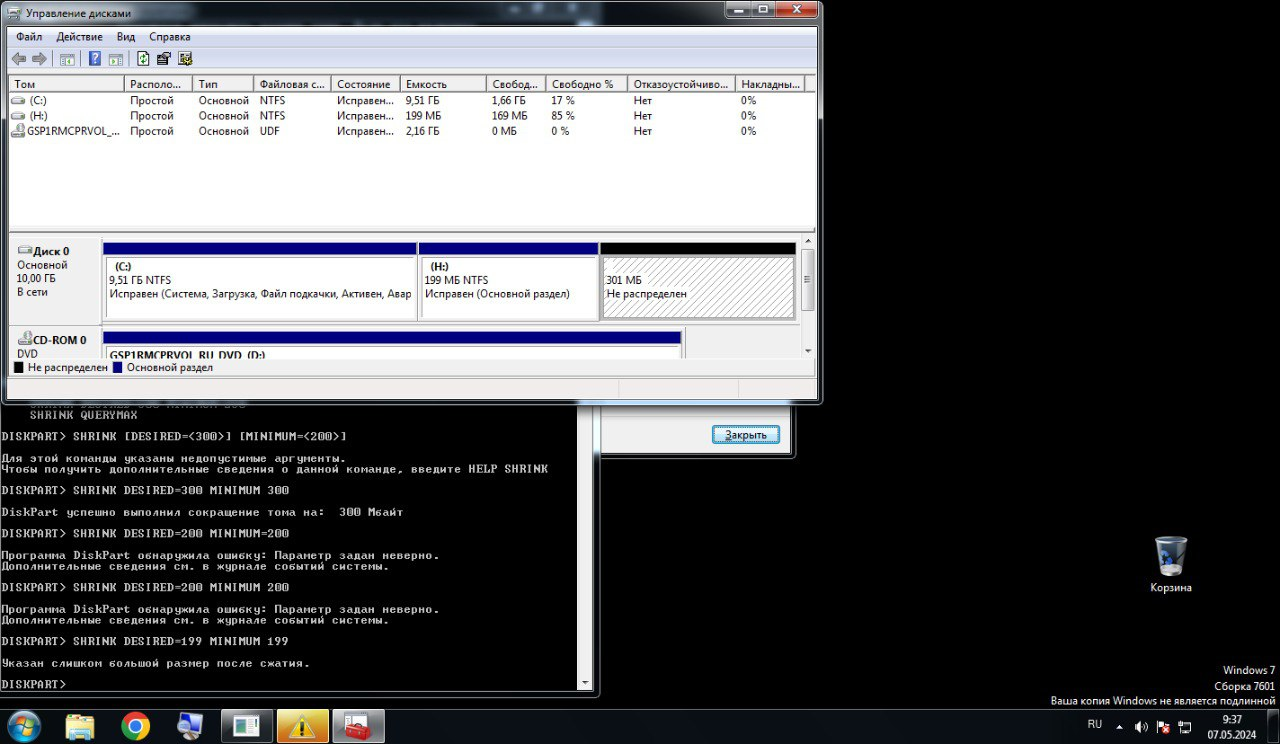 Управление дисками
Файл Действие Вид Справка
Том Располо... Тип Файловая с... Состояние Емкость Свобод... Свободно % Отказоустойчиво... Накладны...
(C:) Простой Основной NTFS Исправен... 9,51 ГБ 1,66 ГБ 17 % Нет 0%
(H:) Простой Основной NTFS Исправен... 199 МБ 169 МБ 85 % Нет 0%
GSP1RMCPRVOL_... Простой Основной UDF Исправен... 2,16 ГБ 0 МБ 0 % Нет 0%
Диск 0
Основной
10,00 ГБ
В сети
(C:)
9,51 ГБ NTFS
Исправен (Система, Загрузка, Файл подкачки, Активен, Авар
(H:)
199 МБ NTFS
Исправен (Основной раздел)
301 МБ
Не распределен
CD-ROM 0
DVD
GSP1RMCPRVOL_RU_DVD (D:)
Не распределен Основной раздел
SHRINK QUERYMAX
DISKPART> SHRINK [DESIRED=<300>] [MINIMUM=<200>]
Для этой команды указаны недопустимые аргументы.
Чтобы получить дополнительные сведения о данной команде, введите HELP SHRINK
DISKPART> SHRINK DESIRED=300 MINIMUM 300
DiskPart успешно выполнил сокращение тома на: 300 Мбайт
DISKPART> SHRINK DESIRED=200 MINIMUM=200
Программа DiskPart обнаружила ошибку: Параметр задан неверно.
Дополнительные сведения см. в журнале событий системы.
DISKPART> SHRINK DESIRED=200 MINIMUM 200
Программа DiskPart обнаружила ошибку: Параметр задан неверно.
Дополнительные сведения см. в журнале событий системы.
DISKPART> SHRINK DESIRED=199 MINIMUM 199
Указан слишком большой размер после сжатия.
DISKPART>
Закрыть
Корзина
Windows 7
Сборка 7601
Ваша копия Windows не является подлинной
RU
9:37
07.05.2024